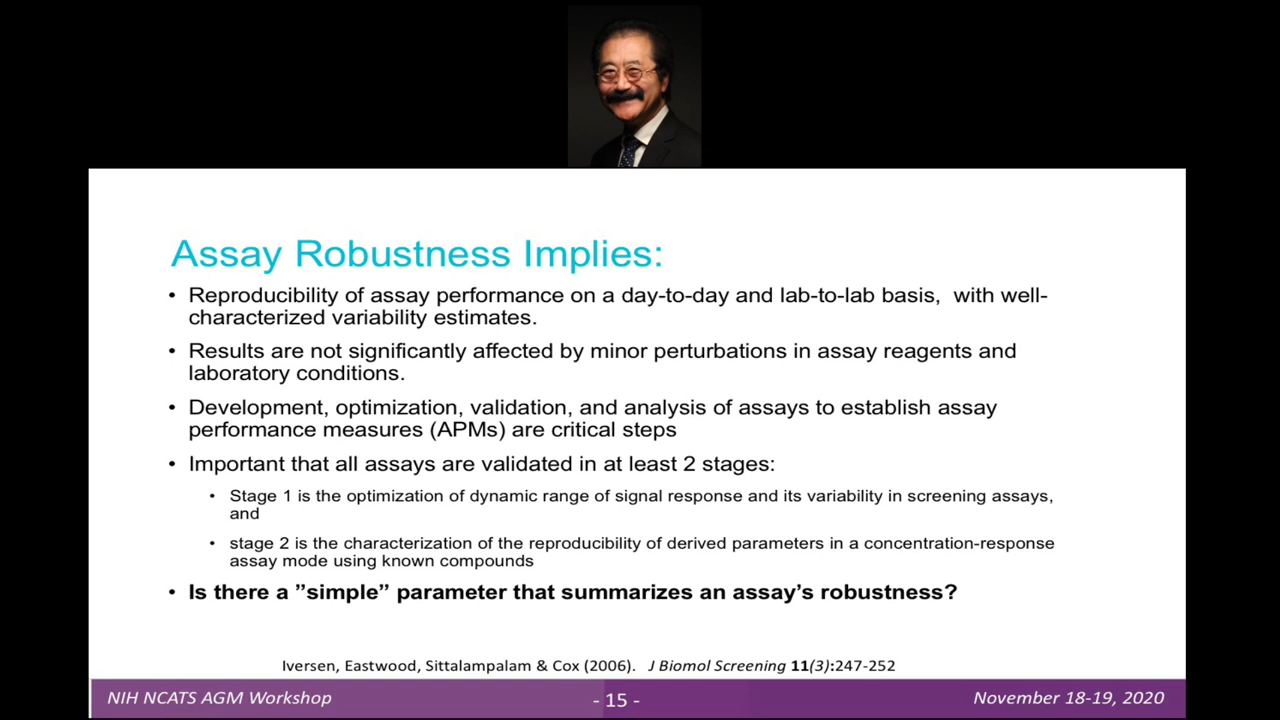 Assay Robustness Implies:
• Reproducibility of assay performance on a day-to-day and lab-to-lab basis,  with well-
characterized variability estimates.
• Results are not significantly affected by minor perturbations in assay reagents and
laboratory conditions.
• Development, optimization, validation, and analysis of assays to establish assay
performance measures (APMs) are critical steps
• Important that all assays are validated in at least 2 stages:
• Stage 1 is the optimization of dynamic range of signal response and its variability in screening assays,
and
• stage 2 is the characterization of the reproducibility of derived parameters in a concentration-response
assay mode using known compounds
• Is there a ”simple” parameter that summarizes an assay’s robustness?
Iversen, Eastwood, Sittalampalam & Cox (2006).   J Biomol Screening 11(3):247-252
NIH NCATS AGM Workshop
- 15 -
November 18-19, 2020